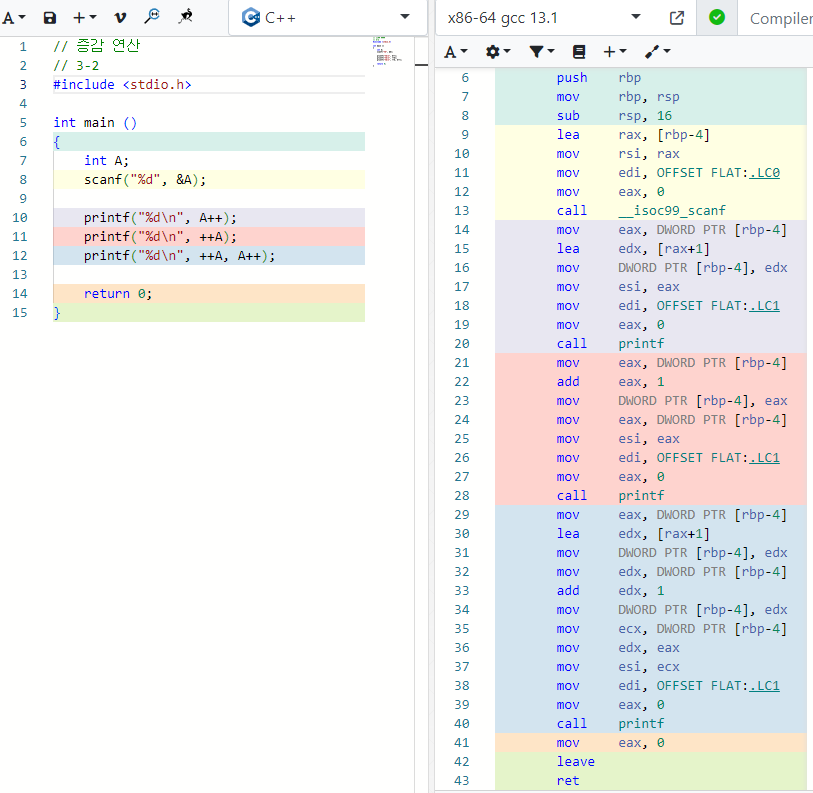 A
C++
x86-64 gcc 13.1
Compiler
1 // 증감 연산
2 // 3-2
3 #include <stdio.h>
4
5 int main ()
6 {
7 int A;
8 scanf("%d", &A);
9
10 printf("%d\n", A++);
11 printf("%d\n", ++A);
12 printf("%d\n", ++A, A++);
13
14 return 0;
15 }
A
6 push rbp
7 mov rbp, rsp
8 sub rsp, 16
9 lea rax, [rbp-4]
10 mov rsi, rax
11 mov edi, OFFSET FLAT:.LC0
12 mov eax, 0
13 call __isoc99_scanf
14 mov eax, DWORD PTR [rbp-4]
15 lea edx, [rax+1]
16 mov DWORD PTR [rbp-4], edx
17 mov esi, eax
18 mov edi, OFFSET FLAT:.LC1
19 mov eax, 0
20 call printf
21 mov eax, DWORD PTR [rbp-4]
22 add eax, 1
23 mov DWORD PTR [rbp-4], eax
24 mov eax, DWORD PTR [rbp-4]
25 mov esi, eax
26 mov edi, OFFSET FLAT:.LC1
27 mov eax, 0
28 call printf
29 mov eax, DWORD PTR [rbp-4]
30 lea edx, [rax+1]
31 mov DWORD PTR [rbp-4], edx
32 mov edx, DWORD PTR [rbp-4]
33 add edx, 1
34 mov DWORD PTR [rbp-4], edx
35 mov ecx, DWORD PTR [rbp-4]
36 mov edx, eax
37 mov esi, ecx
38 mov edi, OFFSET FLAT:.LC1
39 mov eax, 0
40 call printf
41 mov eax, 0
42 leave
43 ret